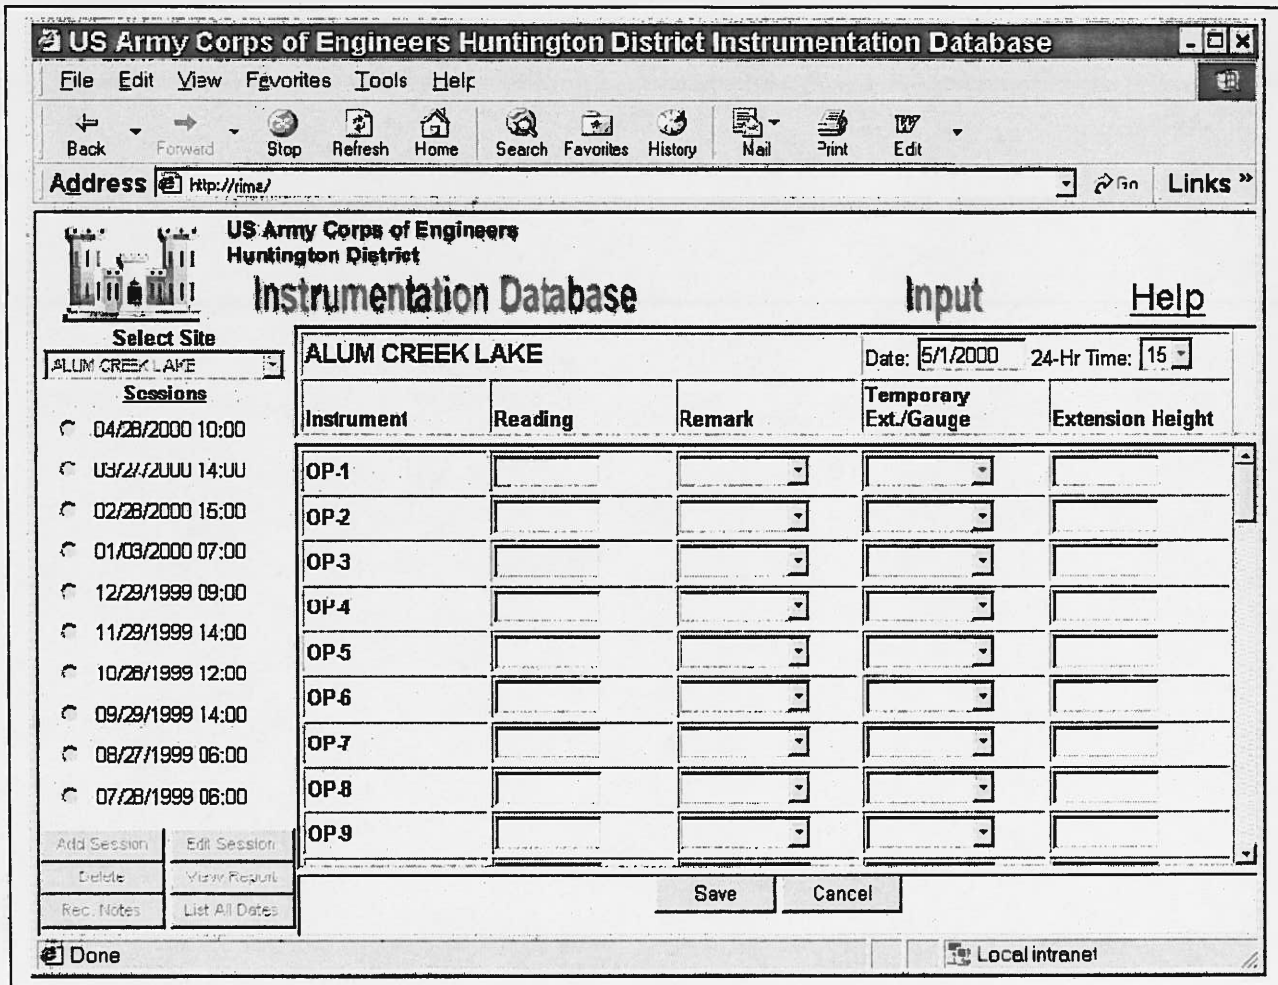 US Army Corps of Engineers Huntington District Instrumentation Database
File Edit View Favorites Tools Help
Back Forward Stop Refresh Home Search Favorites History Mail Print Edit
Address http://rima/ Go Links »
US Army Corps of Engineers
Huntington District
Instrumentation Database Input Help
Select Site
ALUM CREEK LAKE
ALUM CREEK LAKE Date: 5/1/2000 24-Hr Time: 15
Sessions
Instrument Reading Remark Temporary Ext./Gauge Extension Height
04/28/2000 10:00
03/27/2000 14:00
02/28/2000 15:00
01/03/2000 07:00
12/29/1999 09:00
11/29/1999 14:00
10/28/1999 12:00
09/29/1999 14:00
08/27/1999 06:00
07/28/1999 06:00
OP-1
OP-2
OP-3
OP-4
OP-5
OP-6
OP-7
OP-8
OP-9
Add Session Edit Session
Delete View Report
Rec. Notes List All Dates
Save Cancel
Done Local intranet